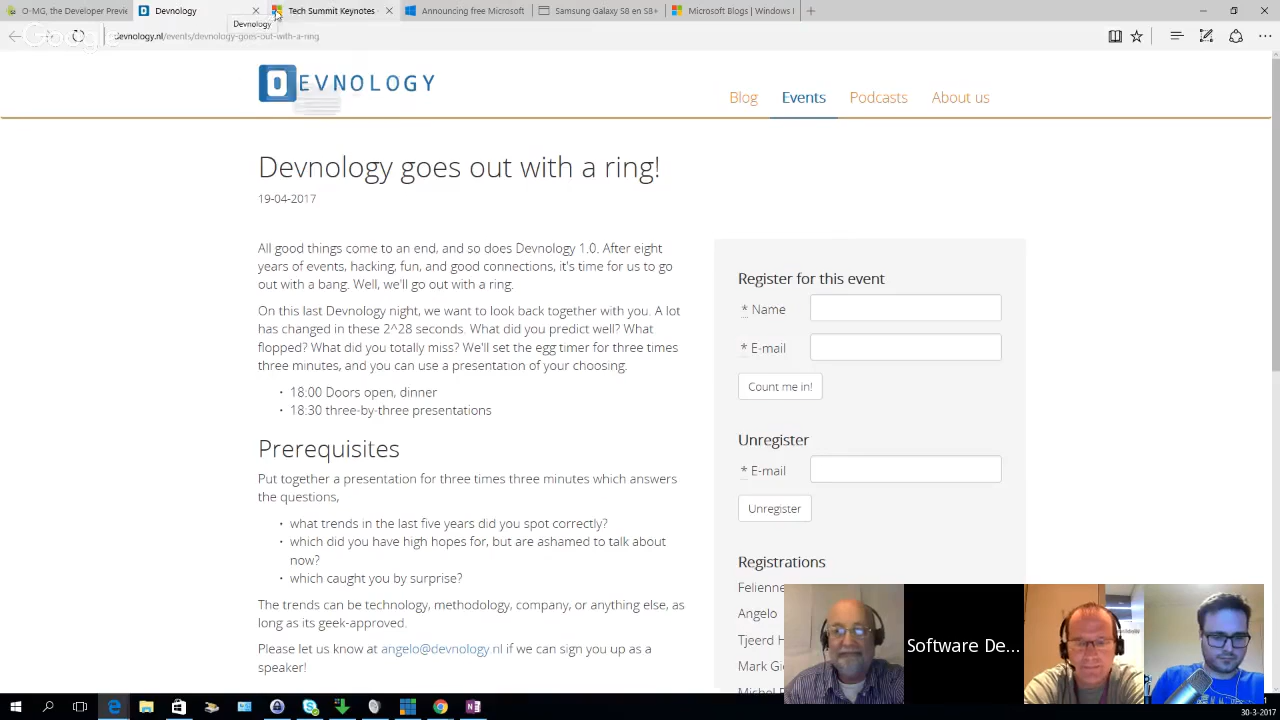 O-MG, the Developer Previe
Devnology
Tech Summit Keynotes
Announcing free Microsoft
Samsung Galaxy S8 en S8+
Microsoft Blogs | Windows I
Devnology
devnology.nl/events/devnology-goes-out-with-a-ring
DEVNOLOGY
Blog Events Podcasts About us
Devnology goes out with a ring!
19-04-2017
All good things come to an end, and so does Devnology 1.0. After eight
years of events, hacking, fun, and good connections, it's time for us to go
out with a bang. Well, we'll go out with a ring.
On this last Devnology night, we want to look back together with you. A lot
has changed in these 2^28 seconds. What did you predict well? What
flopped? What did you totally miss? We'll set the egg timer for three times
three minutes, and you can use a presentation of your choosing.
• 18:00 Doors open, dinner
• 18:30 three-by-three presentations
Prerequisites
Put together a presentation for three times three minutes which answers
the questions,
• what trends in the last five years did you spot correctly?
• which did you have high hopes for, but are ashamed to talk about
now?
• which caught you by surprise?
The trends can be technology, methodology, company, or anything else, as
long as its geek-approved.
Please let us know at angelo@devnology.nl if we can sign you up as a
speaker!
Register for this event
* Name
* E-mail
Count me in!
Unregister
* E-mail
Unregister
Registrations
Felienne
Angelo
Tjeerd H
Mark Gi
Michel
Software De...
30-3-2017